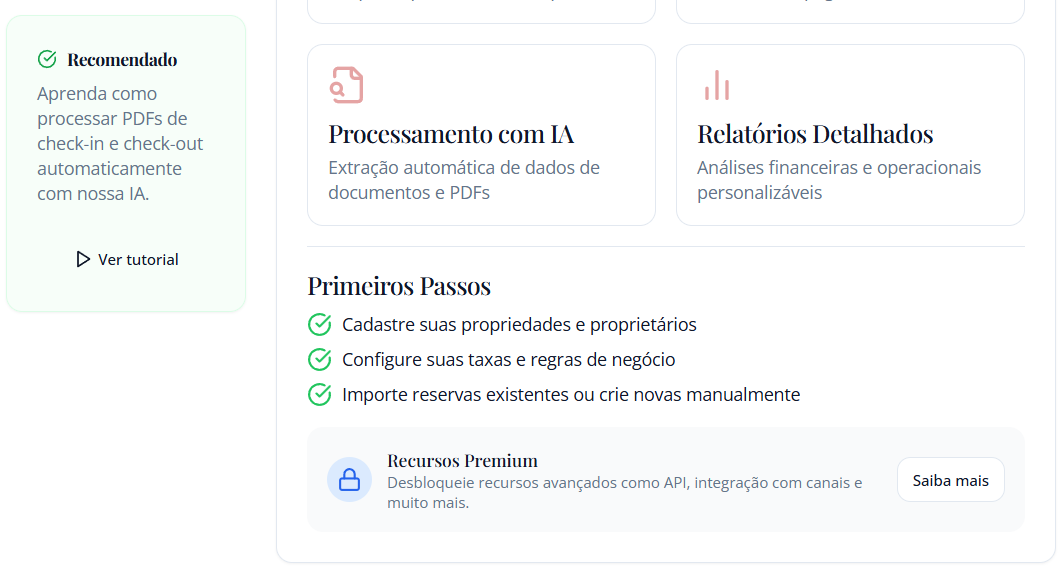 Recomendado
Aprenda como
processar PDFs de
check-in e check-out
automaticamente
com nossa IA.
Ver tutorial
Processamento com IA
Extração automática de dados de
documentos e PDFs
Relatórios Detalhados
Análises financeiras e operacionais
personalizáveis
Primeiros Passos
Cadastre suas propriedades e proprietários
Configure suas taxas e regras de negócio
Importe reservas existentes ou crie novas manualmente
Recursos Premium
Desbloqueie recursos avançados como API, integração com canais e
muito mais.
Saiba mais